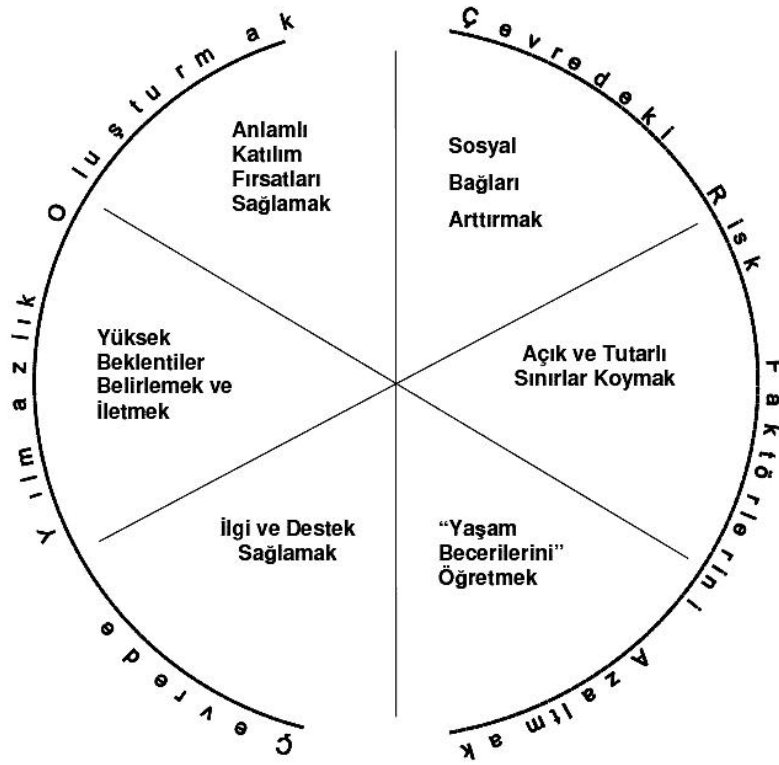 Çevrede Yılmazlık Oluşturmak
Çevredeki Risk Faktörlerini Azaltmak
Anlamlı
Katılım
Fırsatları
Sağlamak
Sosyal
Bağları
Arttırmak
Yüksek
Beklentiler
Belirlemek ve
İletmek
Açık ve Tutarlı
Sınırlar Koymak
İlgi ve Destek
Sağlamak
“Yaşam
Becerilerini”
Öğretmek